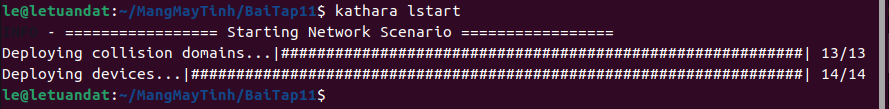 le@letuandat:~/MangMayTinh/BaiTap11$ kathara lstart
- ================= Starting Network Scenario =================
Deploying collision domains...|##########################################################| 13/13
Deploying devices...|####################################################################| 14/14
le@letuandat:~/MangMayTinh/BaiTap11$